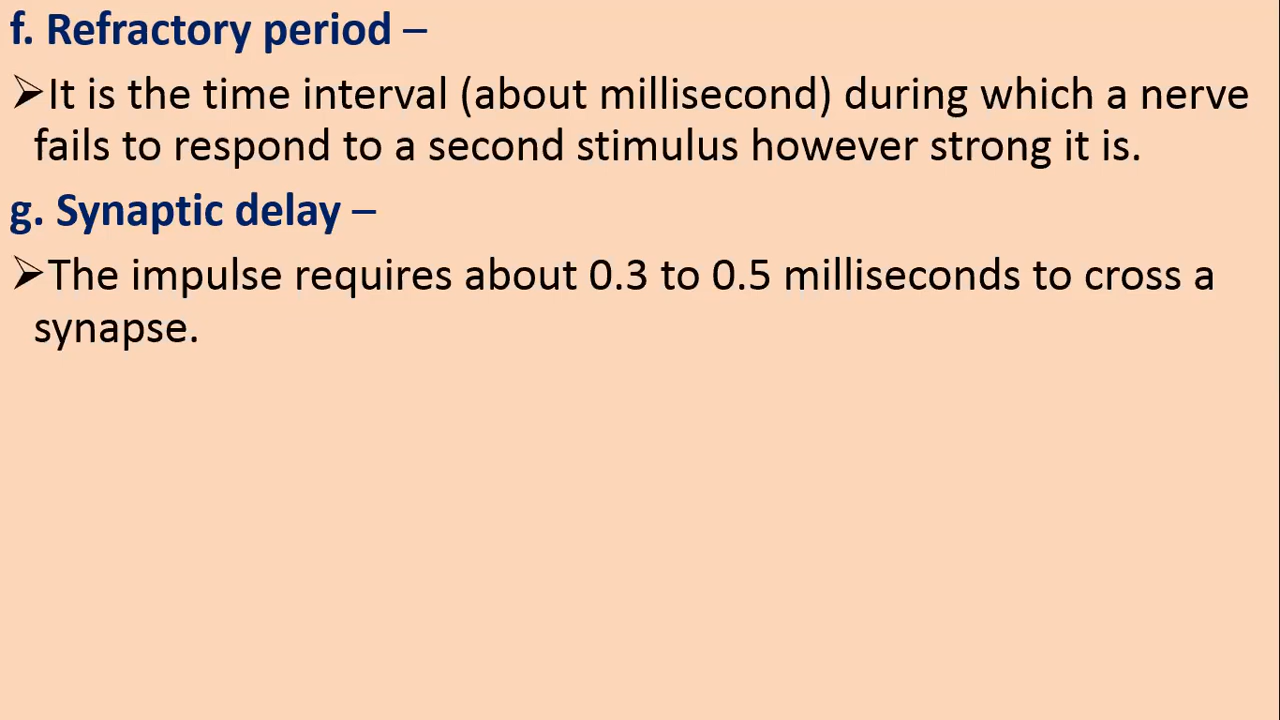 f. Refractory period –
➢It is the time interval (about millisecond) during which a nerve
fails to respond to a second stimulus however strong it is.
g. Synaptic delay –
➢The impulse requires about 0.3 to 0.5 milliseconds to cross a
synapse.